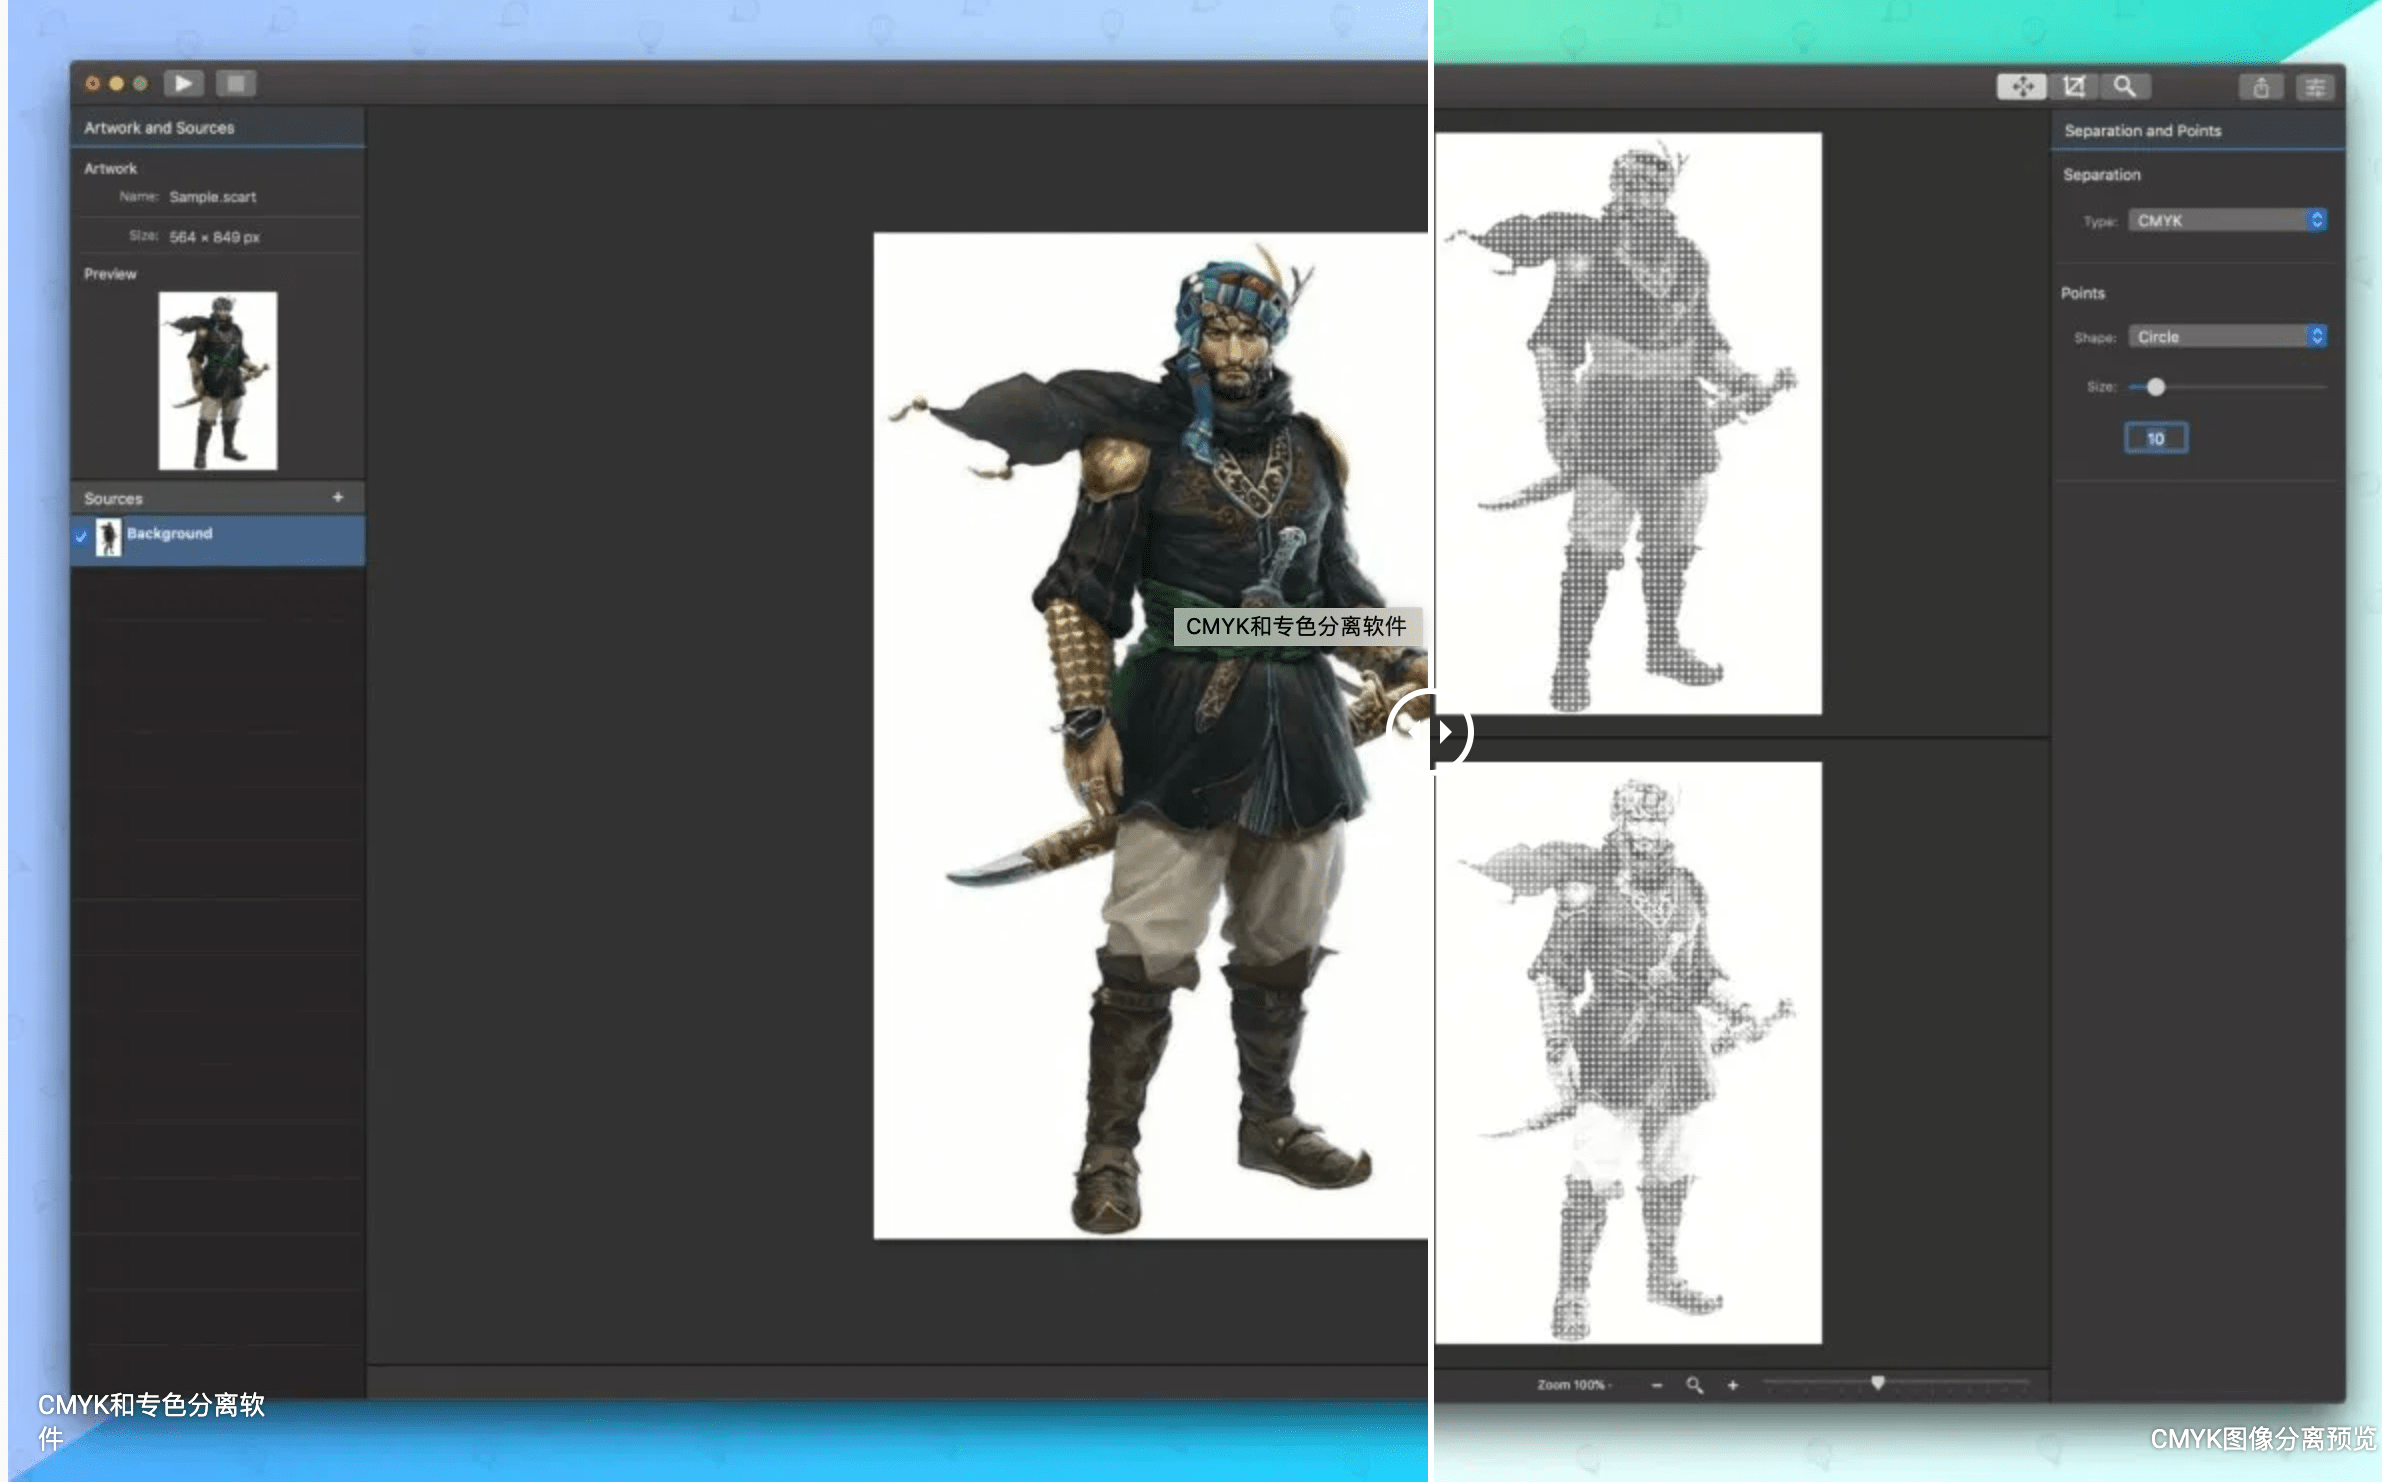 Artwork and Sources
Artwork
Name: Sample.scart
Size: 564 × 849 px
Preview
Sources +
Background
CMYK和专色分离软件
CMYK和专色分离软
件
Separation and Points
Separation
Type: CMYK
Points
Shape: Circle
Size:
10
Zoom 100%
CMYK图像分离预览